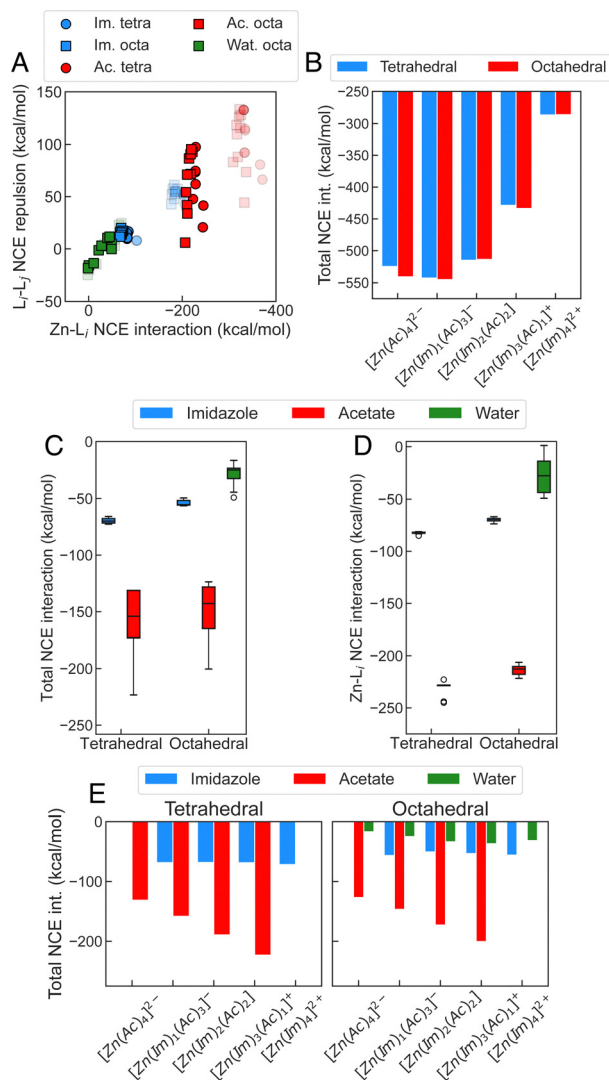 Im. tetra
Im. octa
Ac. tetra
Ac. octa
Wat. octa
A
150
100
50
0
−50
0
−200
−400
Lᵢ-Lⱼ NCE repulsion (kcal/mol)
Zn-Lᵢ NCE interaction (kcal/mol)
B
Tetrahedral
Octahedral
−250
−300
−350
−400
−450
−500
−550
Total NCE int. (kcal/mol)
[Zn(Ac)₄]²⁻
[Zn(Im)₁(Ac)₃]⁻
[Zn(Im)₂(Ac)₂]
[Zn(Im)₃(Ac)₁]⁺
[Zn(Im)₄]²⁺
Imidazole
Acetate
Water
C
0
−50
−100
−150
−200
−250
Total NCE interaction (kcal/mol)
Tetrahedral
Octahedral
D
0
−50
−100
−150
−200
−250
Zn-Lᵢ NCE interaction (kcal/mol)
Tetrahedral
Octahedral
Imidazole
Acetate
Water
E
Tetrahedral
Octahedral
0
−100
−200
Total NCE int. (kcal/mol)
[Zn(Ac)₄]²⁻
[Zn(Im)₁(Ac)₃]⁻
[Zn(Im)₂(Ac)₂]
[Zn(Im)₃(Ac)₁]⁺
[Zn(Im)₄]²⁺
[Zn(Ac)₄]²⁻
[Zn(Im)₁(Ac)₃]⁻
[Zn(Im)₂(Ac)₂]
[Zn(Im)₃(Ac)₁]⁺
[Zn(Im)₄]²⁺